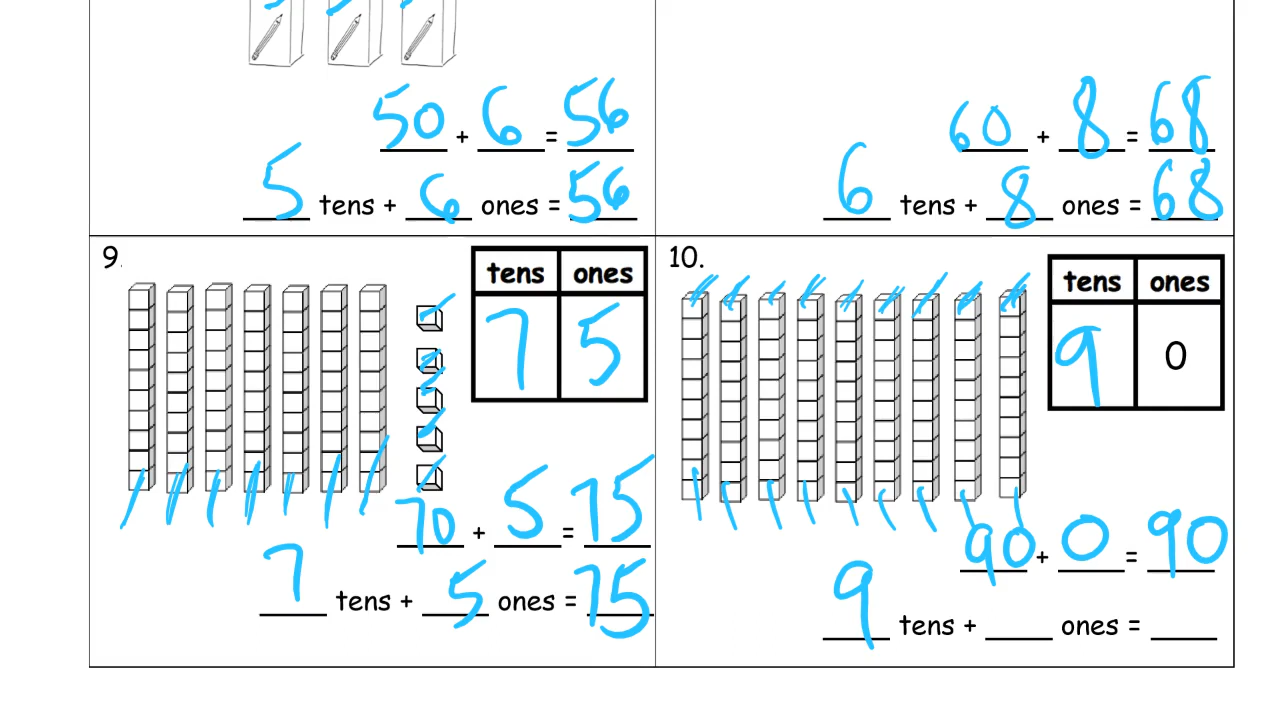 50 + 6 = 56
5 tens + 6 ones = 56
60 + 8 = 68
6 tens + 8 ones = 68
9.
tens ones
7 5
70 + 5 = 75
7 tens + 5 ones = 75
10.
tens ones
9 0
90 + 0 = 90
9 tens + ___ ones = ___